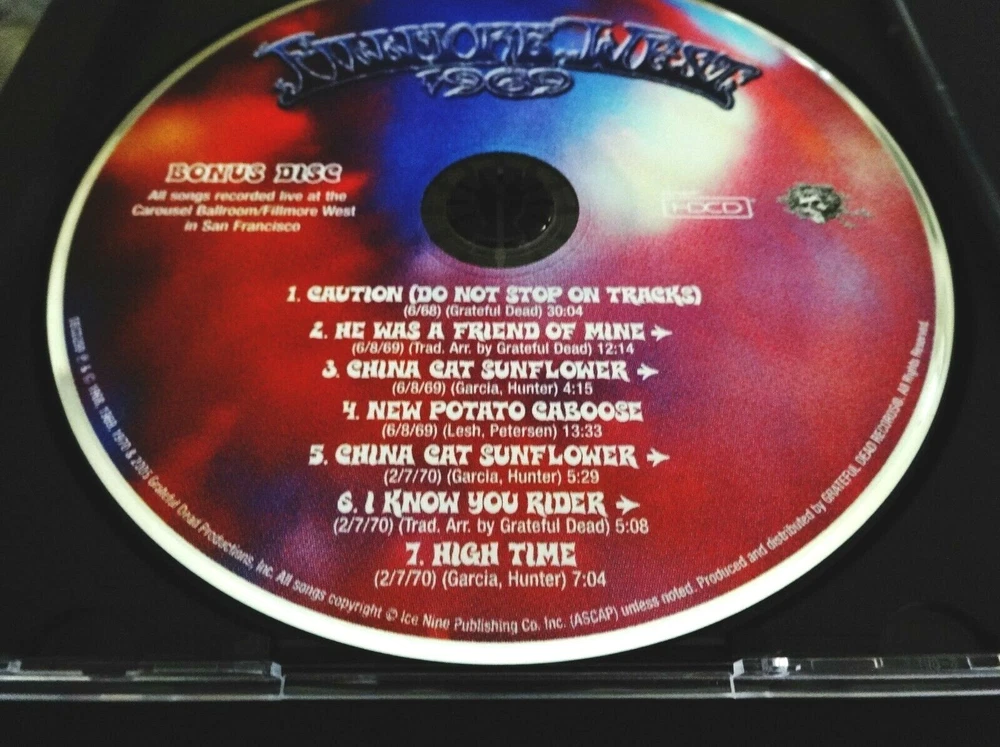 FILLMORE WEST
1969
BONUS DISC
All songs recorded live at the
Carousel Ballroom/Fillmore West
in San Francisco
HDCD
1. CAUTION (DO NOT STOP ON TRACKS)
(6/68) (Grateful Dead) 30:04
2. HE WAS A FRIEND OF MINE →
(6/8/69) (Trad. Arr. by Grateful Dead) 12:14
3. CHINA CAT SUNFLOWER →
(6/8/69) (Garcia, Hunter) 4:15
4. NEW POTATO CABOOSE
(6/8/69) (Lesh, Petersen) 13:33
5. CHINA CAT SUNFLOWER →
(2/7/70) (Garcia, Hunter) 5:29
6. I KNOW YOU RIDER →
(2/7/70) (Trad. Arr. by Grateful Dead) 5:08
7. HIGH TIME
(2/7/70) (Garcia, Hunter) 7:04
℗ & © 1968, 1969, 1970 & 2005 Grateful Dead Productions, Inc. All songs copyright © Ice Nine Publishing Co. Inc. (ASCAP) unless noted. Produced and distributed by GRATEFUL DEAD RECORDS®. All Rights Reserved.